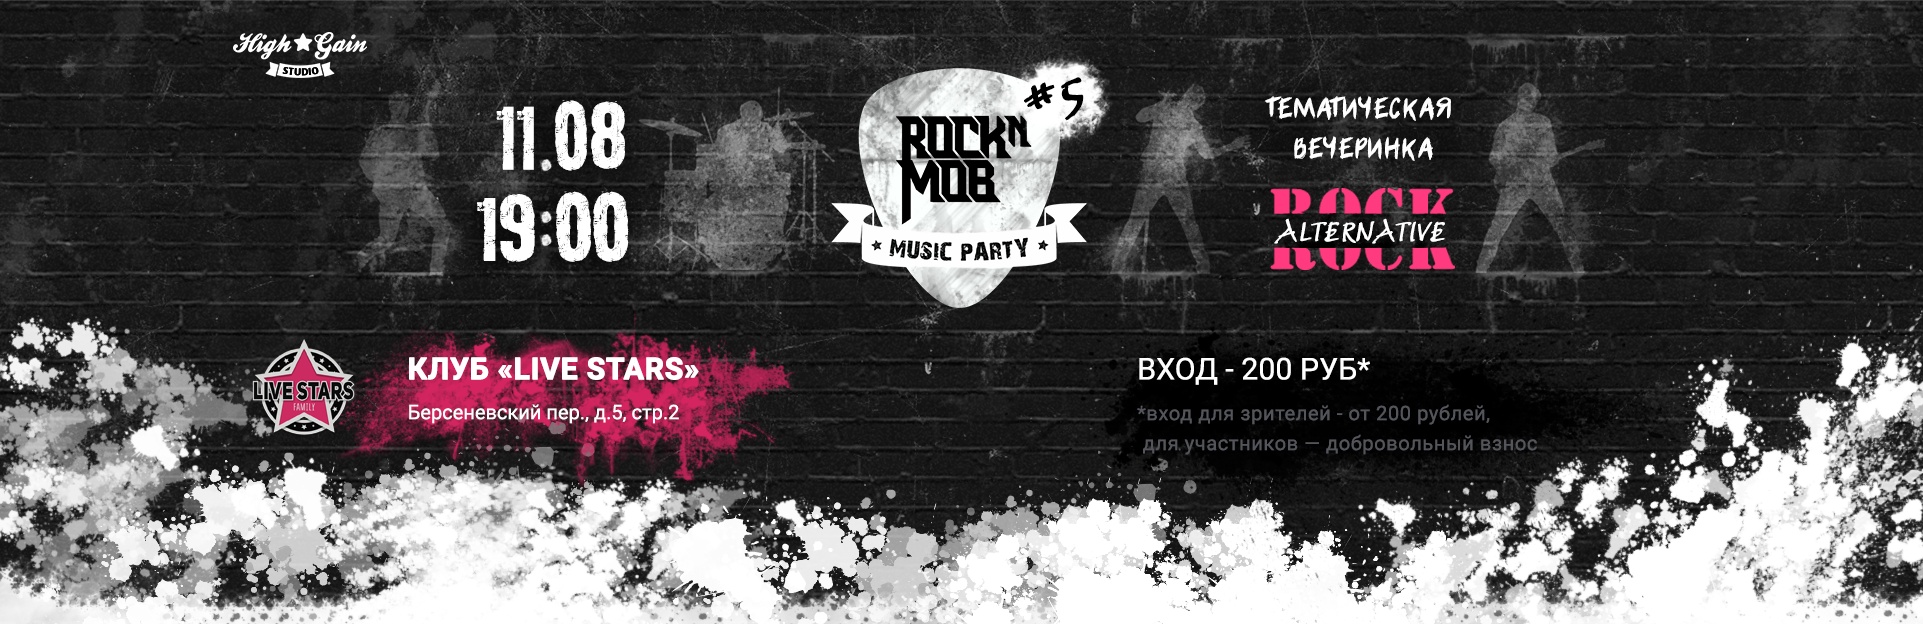 High Gain
STUDIO
11.08
19:00
#5
ROCKN
MOB
MUSIC PARTY
ТЕМАТИЧЕСКАЯ
ВЕЧЕРИНКА
ROCK
ALTERNATIVE
ROCK
LIVE STARS
FAMILY
КЛУБ «LIVE STARS»
Берсеневский пер., д.5, стр.2
ВХОД - 200 РУБ*
*вход для зрителей - от 200 рублей,
для участников — добровольный взнос